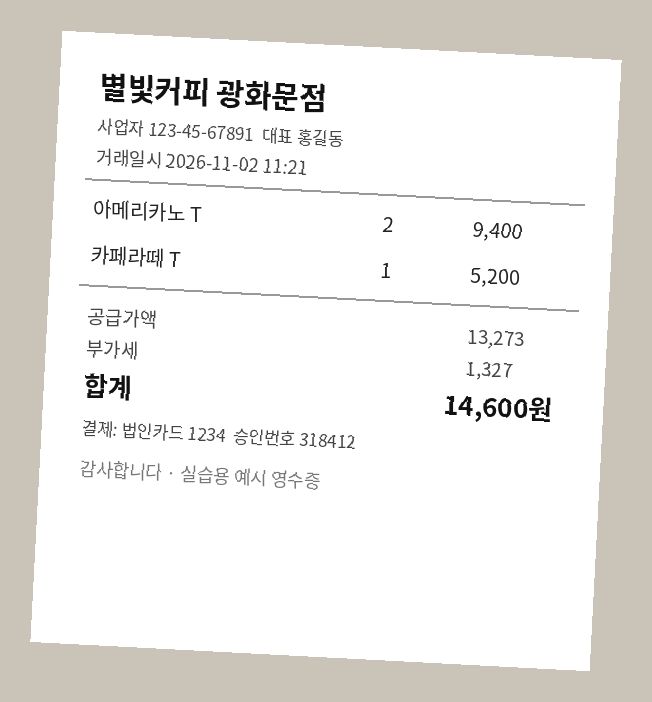 별빛커피 광화문점
사업자 123-45-67891 대표 홍길동
거래일시 2026-11-02 11:21
아메리카노 T 2 9,400
카페라떼 T 1 5,200
공급가액 13,273
부가세 1,327
합계 14,600원
결제: 법인카드 1234 승인번호 318412
감사합니다 · 실습용 예시 영수증